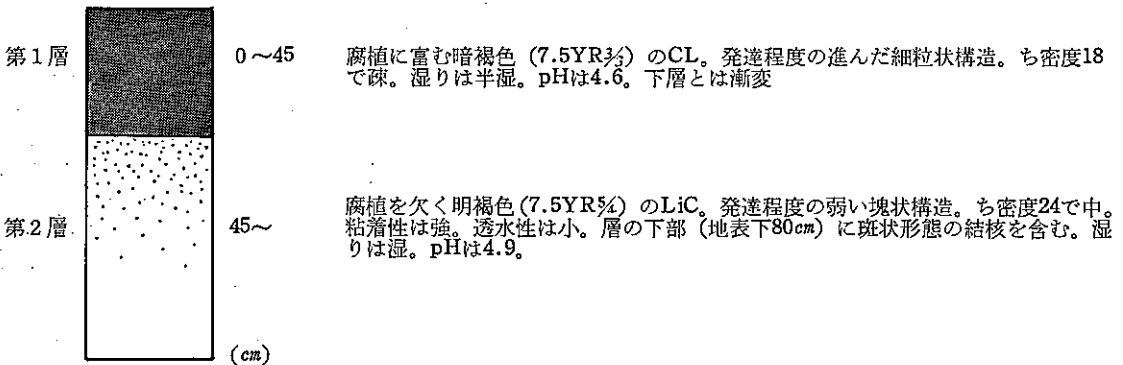 第1層
0～45
腐植に富む暗褐色 (7.5YR3/3) のCL。発達程度の進んだ細粒状構造。ち密度18
で疎。湿りは半湿。pHは4.6。下層とは漸変
第2層
45～
腐植を欠く明褐色 (7.5YR5/4) のLiC。発達程度の弱い塊状構造。ち密度24で中。
粘着性は強。透水性は小。層の下部 (地表下80cm) に斑状形態の結核を含む。湿
りは湿。pHは4.9。
(cm)